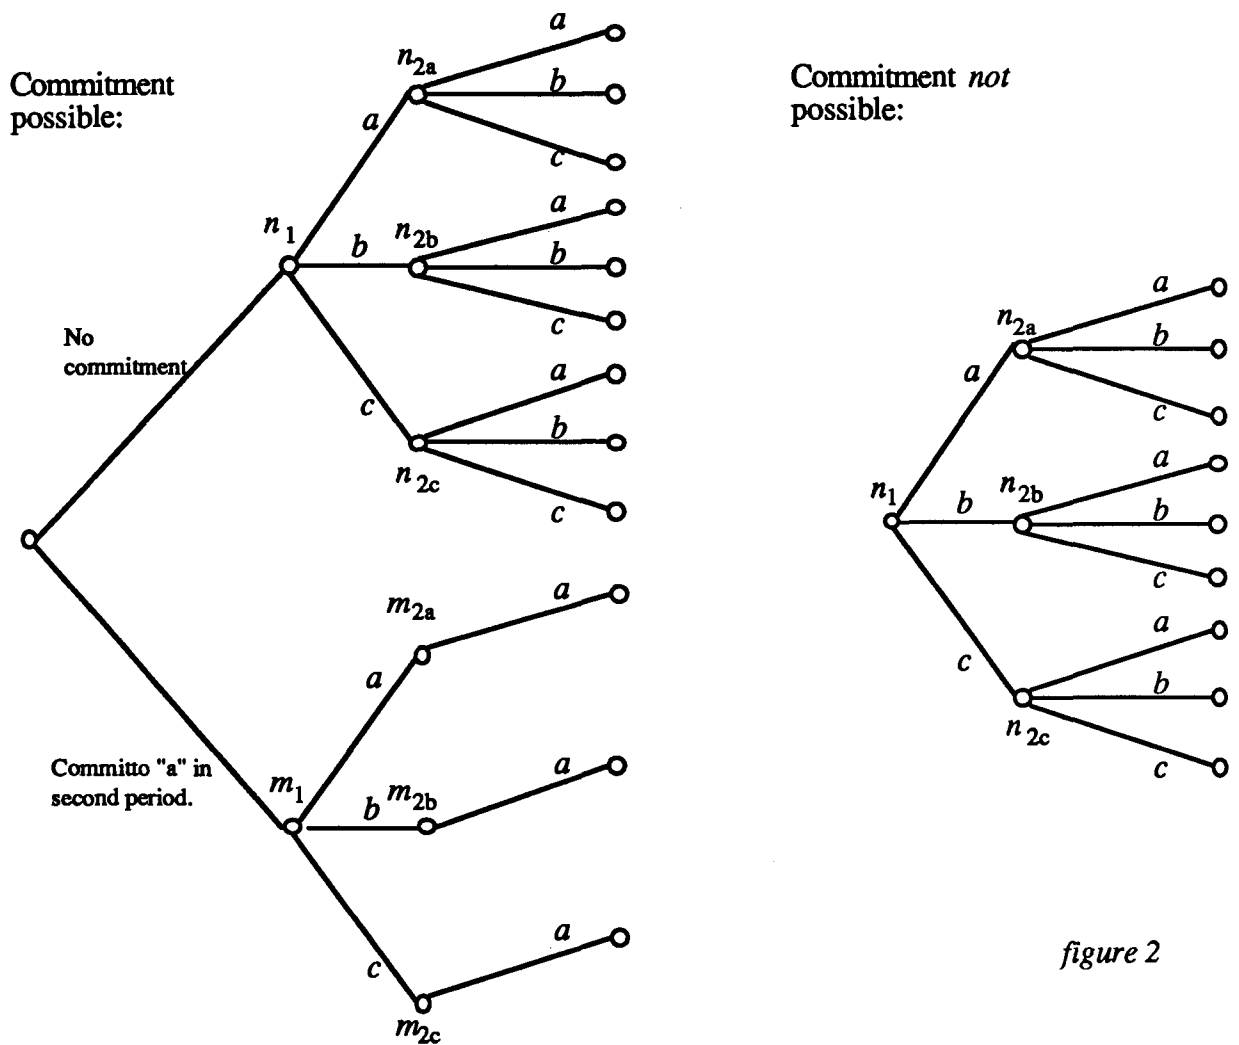 Commitment
possible:
Commitment not
possible:
a
n2a
b
a
c
n1
a
b
n2b
b
c
No
commitment
a
c
b
n2c
c
a
m2a
a
Committo "a" in
second period.
m1
b
m2b
a
c
a
m2c
a
n2a
b
a
c
n1
a
b
n2b
b
c
a
c
b
n2c
c
figure 2